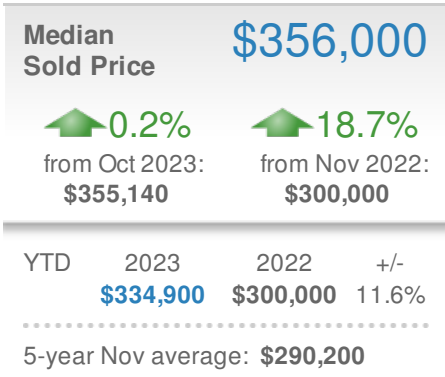 Median
Sold Price
$356,000
0.2%
18.7%
from Oct 2023:
from Nov 2022:
$355,140
$300,000
YTD 2023 2022 +/-
$334,900 $300,000 11.6%
5-year Nov average: $290,200